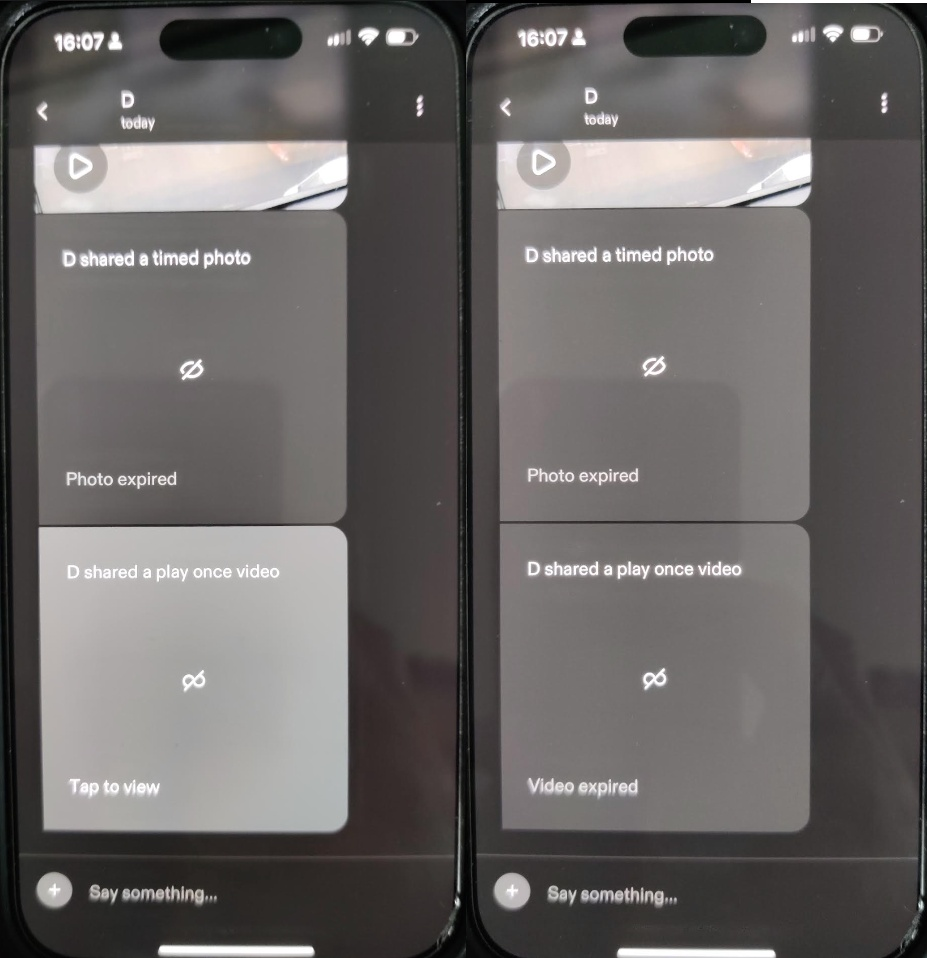 16:07
D
today
D shared a timed photo
Photo expired
D shared a play once video
Tap to view
Say something...
16:07
D
today
D shared a timed photo
Photo expired
D shared a play once video
Video expired
Say something...